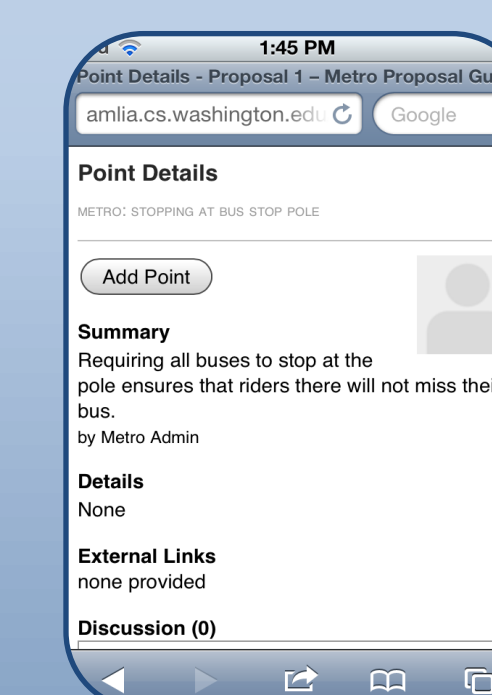 1:45 PM
Point Details - Proposal 1 – Metro Proposal Gu
amlia.cs.washington.edu
Google
Point Details
METRO: STOPPING AT BUS STOP POLE
Add Point
Summary
Requiring all buses to stop at the
pole ensures that riders there will not miss thei
bus.
by Metro Admin
Details
None
External Links
none provided
Discussion (0)